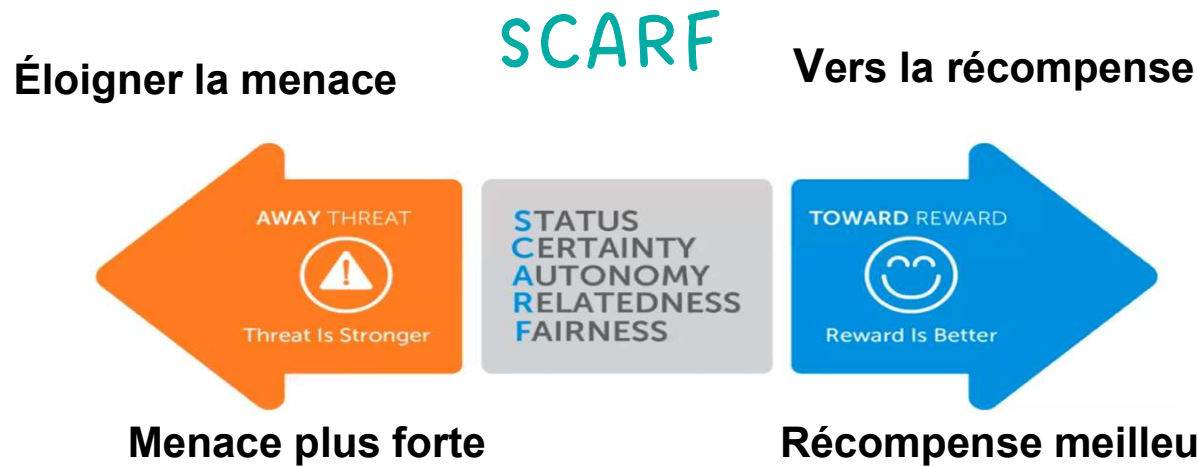 SCARF
Éloigner la menace
Vers la récompense
AWAY THREAT
Threat Is Stronger
STATUS
CERTAINTY
AUTONOMY
RELATEDNESS
FAIRNESS
TOWARD REWARD
Reward Is Better
Menace plus forte
Récompense meilleu